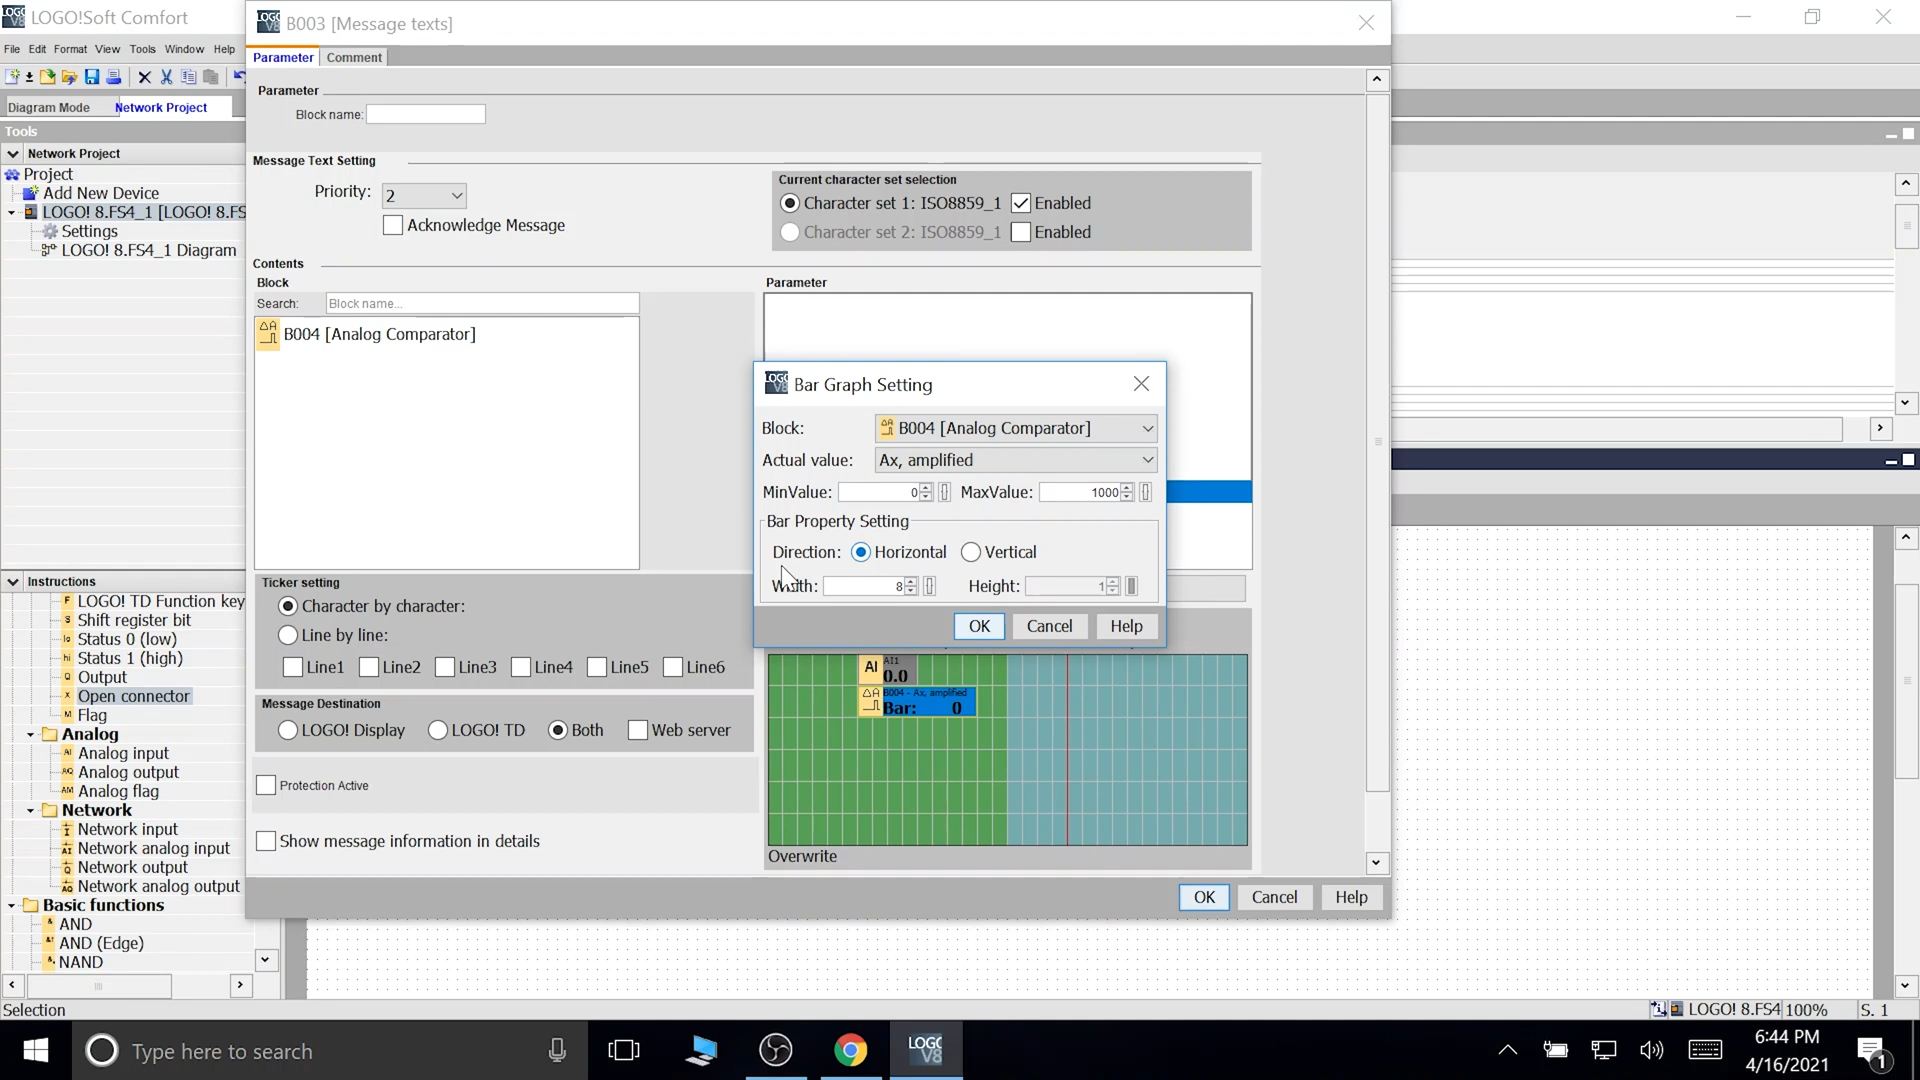 LOGO!Soft Comfort
File Edit Format View Tools Window Help
Diagram Mode Network Project
Tools
Network Project
Project
Add New Device
LOGO! 8.FS4_1 [LOGO! 8.FS
Settings
LOGO! 8.FS4_1 Diagram
Instructions
LOGO! TD Function key
Shift register bit
Status 0 (low)
Status 1 (high)
Output
Open connector
Flag
Analog
Analog input
Analog output
Analog flag
Network
Network input
Network analog input
Network output
Network analog output
Basic functions
AND
AND (Edge)
NAND
Selection
B003 [Message texts]
Parameter Comment
Parameter
Block name:
Message Text Setting
Priority: 2
Acknowledge Message
Current character set selection
Character set 1: ISO8859_1 Enabled
Character set 2: ISO8859_1 Enabled
Contents
Block
Search: Block name...
B004 [Analog Comparator]
Parameter
Bar Graph Setting
Block: B004 [Analog Comparator]
Actual value: Ax, amplified
MinValue: 0 MaxValue: 1000
Bar Property Setting
Direction: Horizontal Vertical
Width: 8 Height: 1
OK Cancel Help
Ticker setting
Character by character:
Line by line:
Line1 Line2 Line3 Line4 Line5 Line6
Message Destination
LOGO! Display LOGO! TD Both Web server
Protection Active
Show message information in details
AI AI1
0.0
B004 - Ax, amplified
Bar: 0
Overwrite
OK Cancel Help
LOGO! 8.FS4 100% S. 1
Type here to search
LOGO
V8
6:44 PM
4/16/2021
1